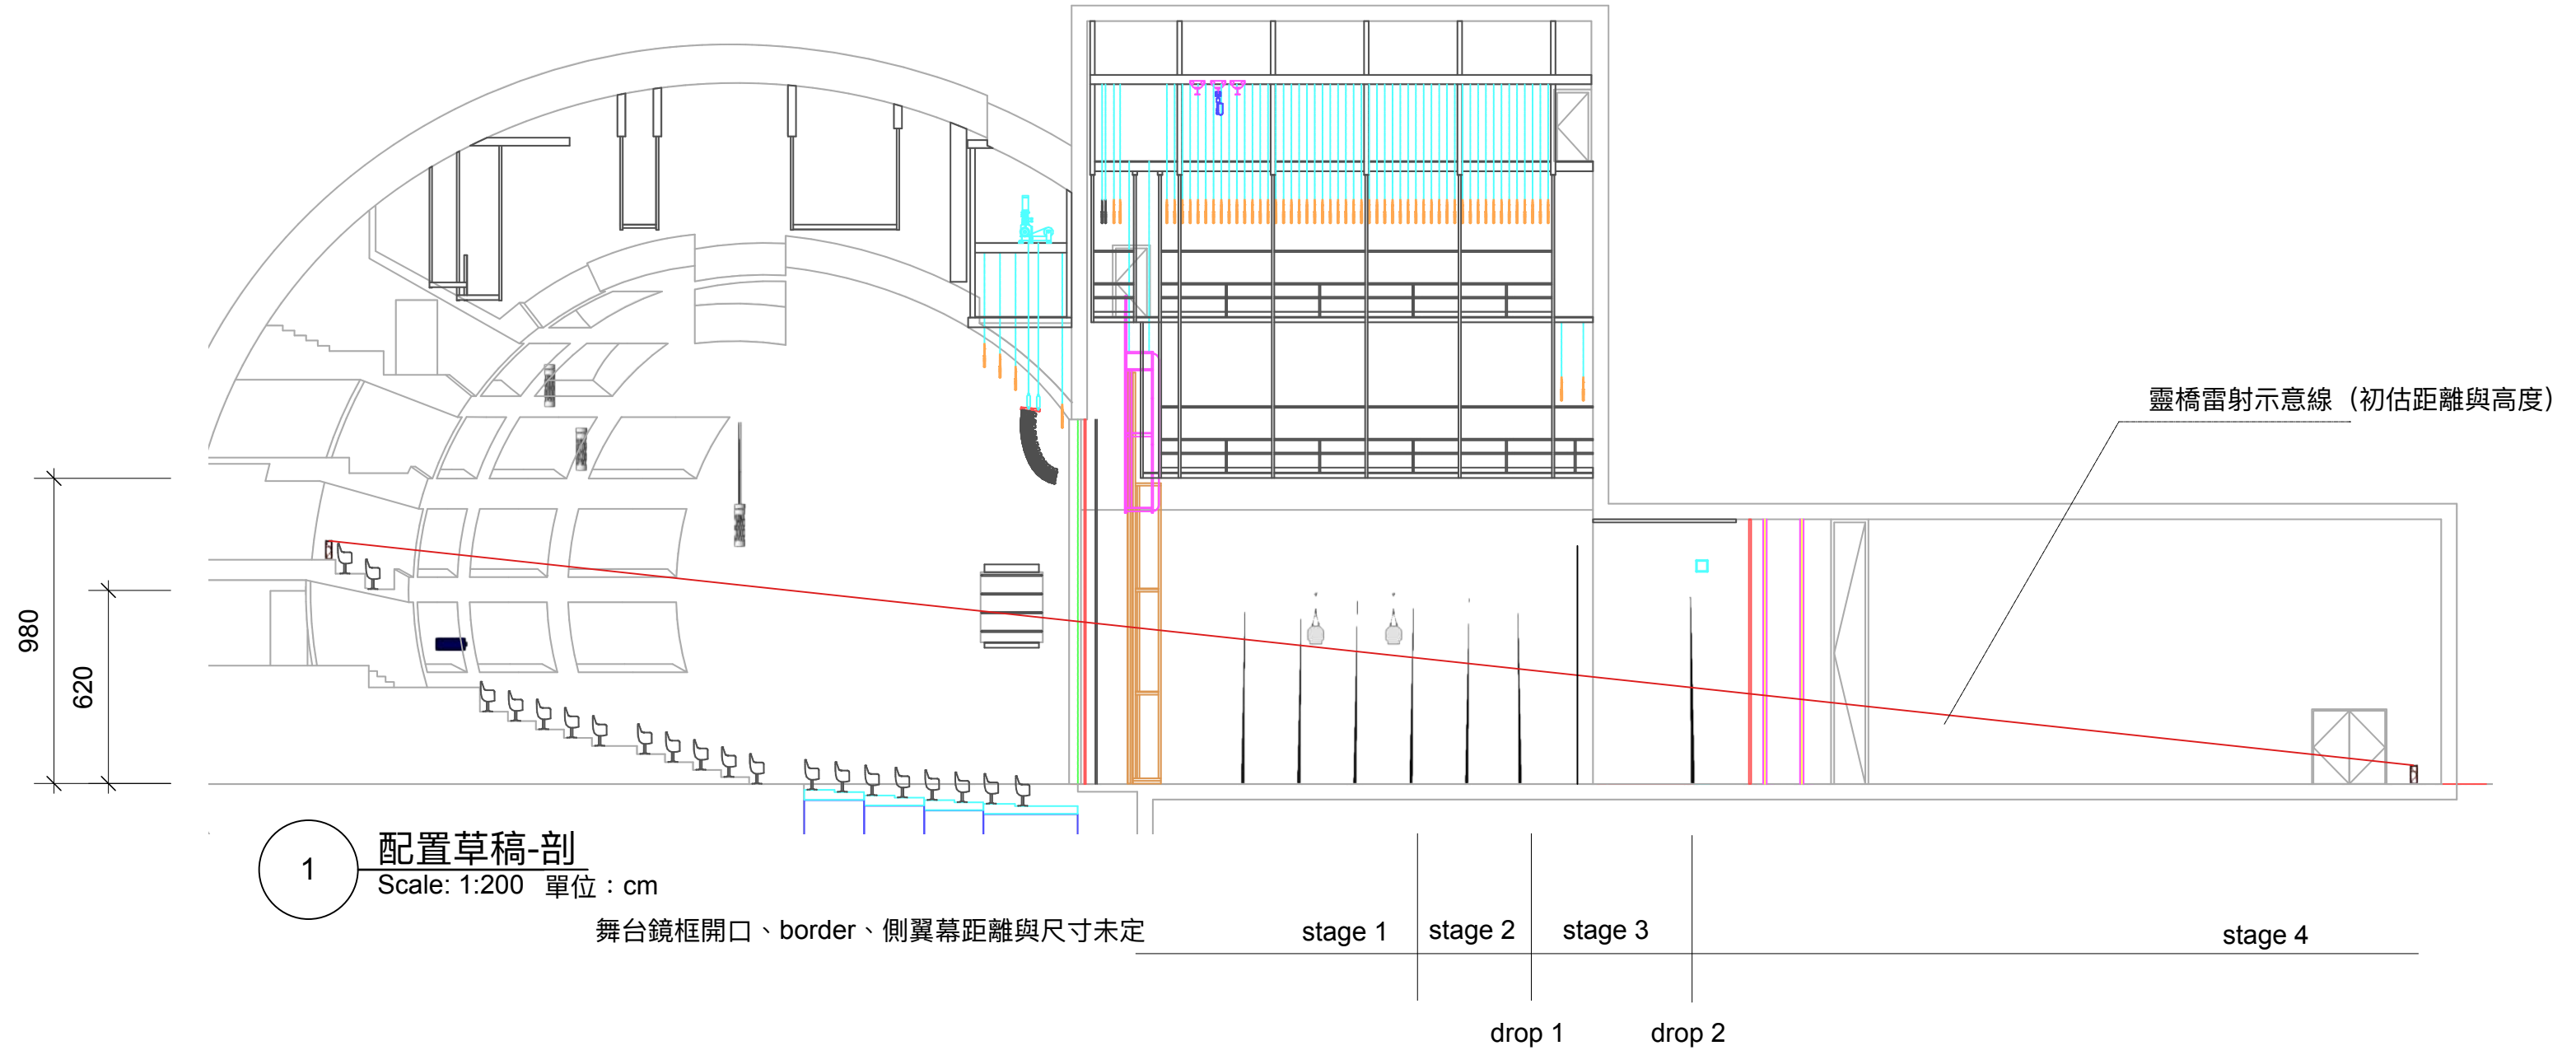 靈橋雷射示意線（初估距離與高度）
980
620
1
配置草稿-剖
Scale: 1:200 單位：cm
舞台鏡框開口、border、側翼幕距離與尺寸未定
stage 1
stage 2
stage 3
stage 4
drop 1
drop 2